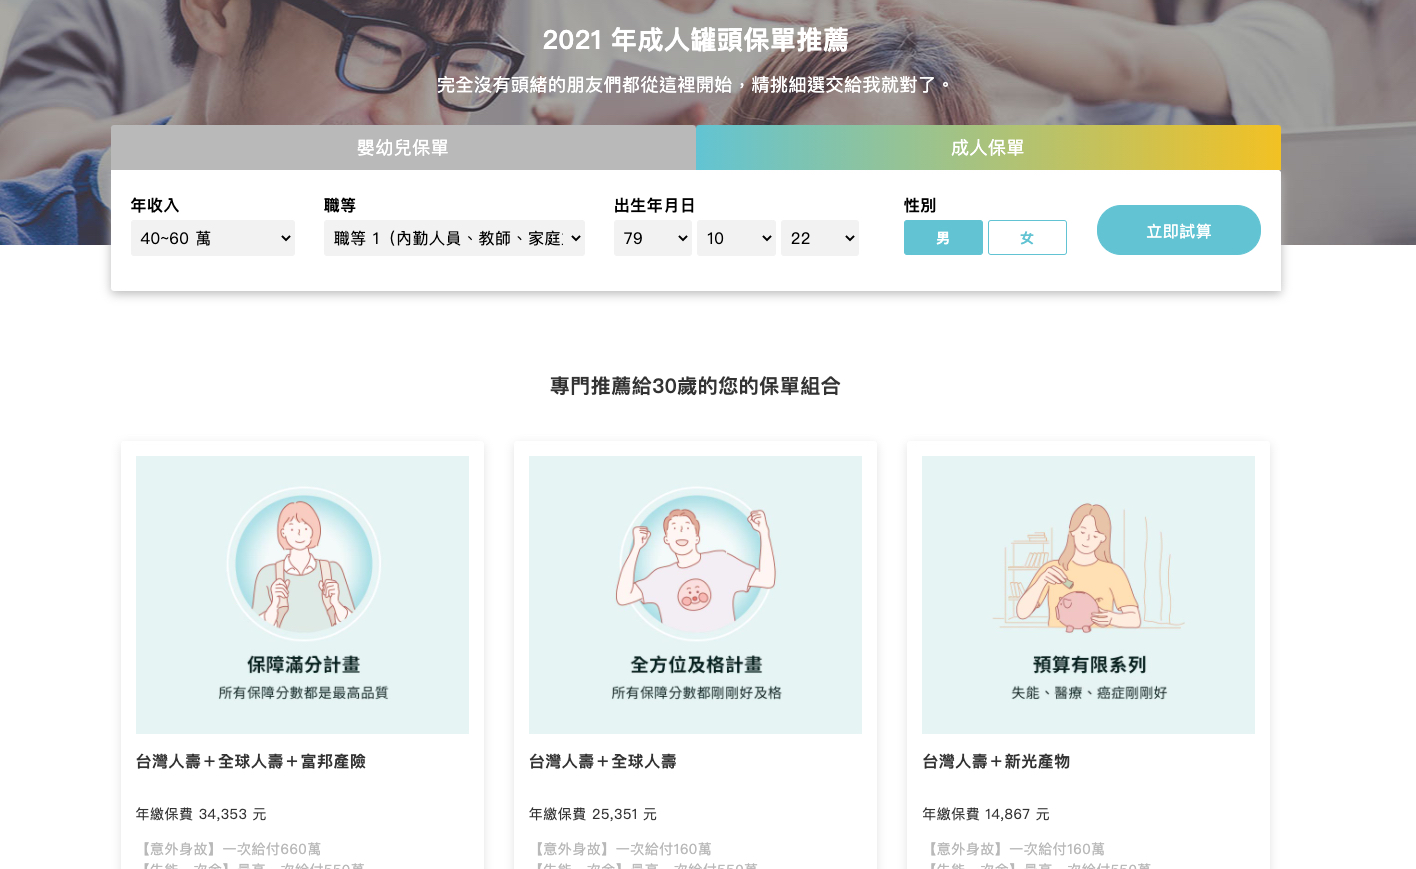 2021 年成人罐頭保單推薦
完全沒有頭緒的朋友們都從這裡開始，精挑細選交給我就對了。
嬰幼兒保單
成人保單
年收入
職等
出生年月日
性別
40~60 萬
職等 1（內勤人員、教師、家庭
79
10
22
男
女
立即試算
專門推薦給30歲的您的保單組合
保障滿分計畫
所有保障分數都是最高品質
全方位及格計畫
所有保障分數都剛剛好及格
預算有限系列
失能、醫療、癌症剛剛好
台灣人壽＋全球人壽＋富邦產險
台灣人壽＋全球人壽
台灣人壽＋新光產物
年繳保費 34,353 元
年繳保費 25,351 元
年繳保費 14,867 元
【意外身故】一次給付660萬
【意外身故】一次給付160萬
【意外身故】一次給付160萬